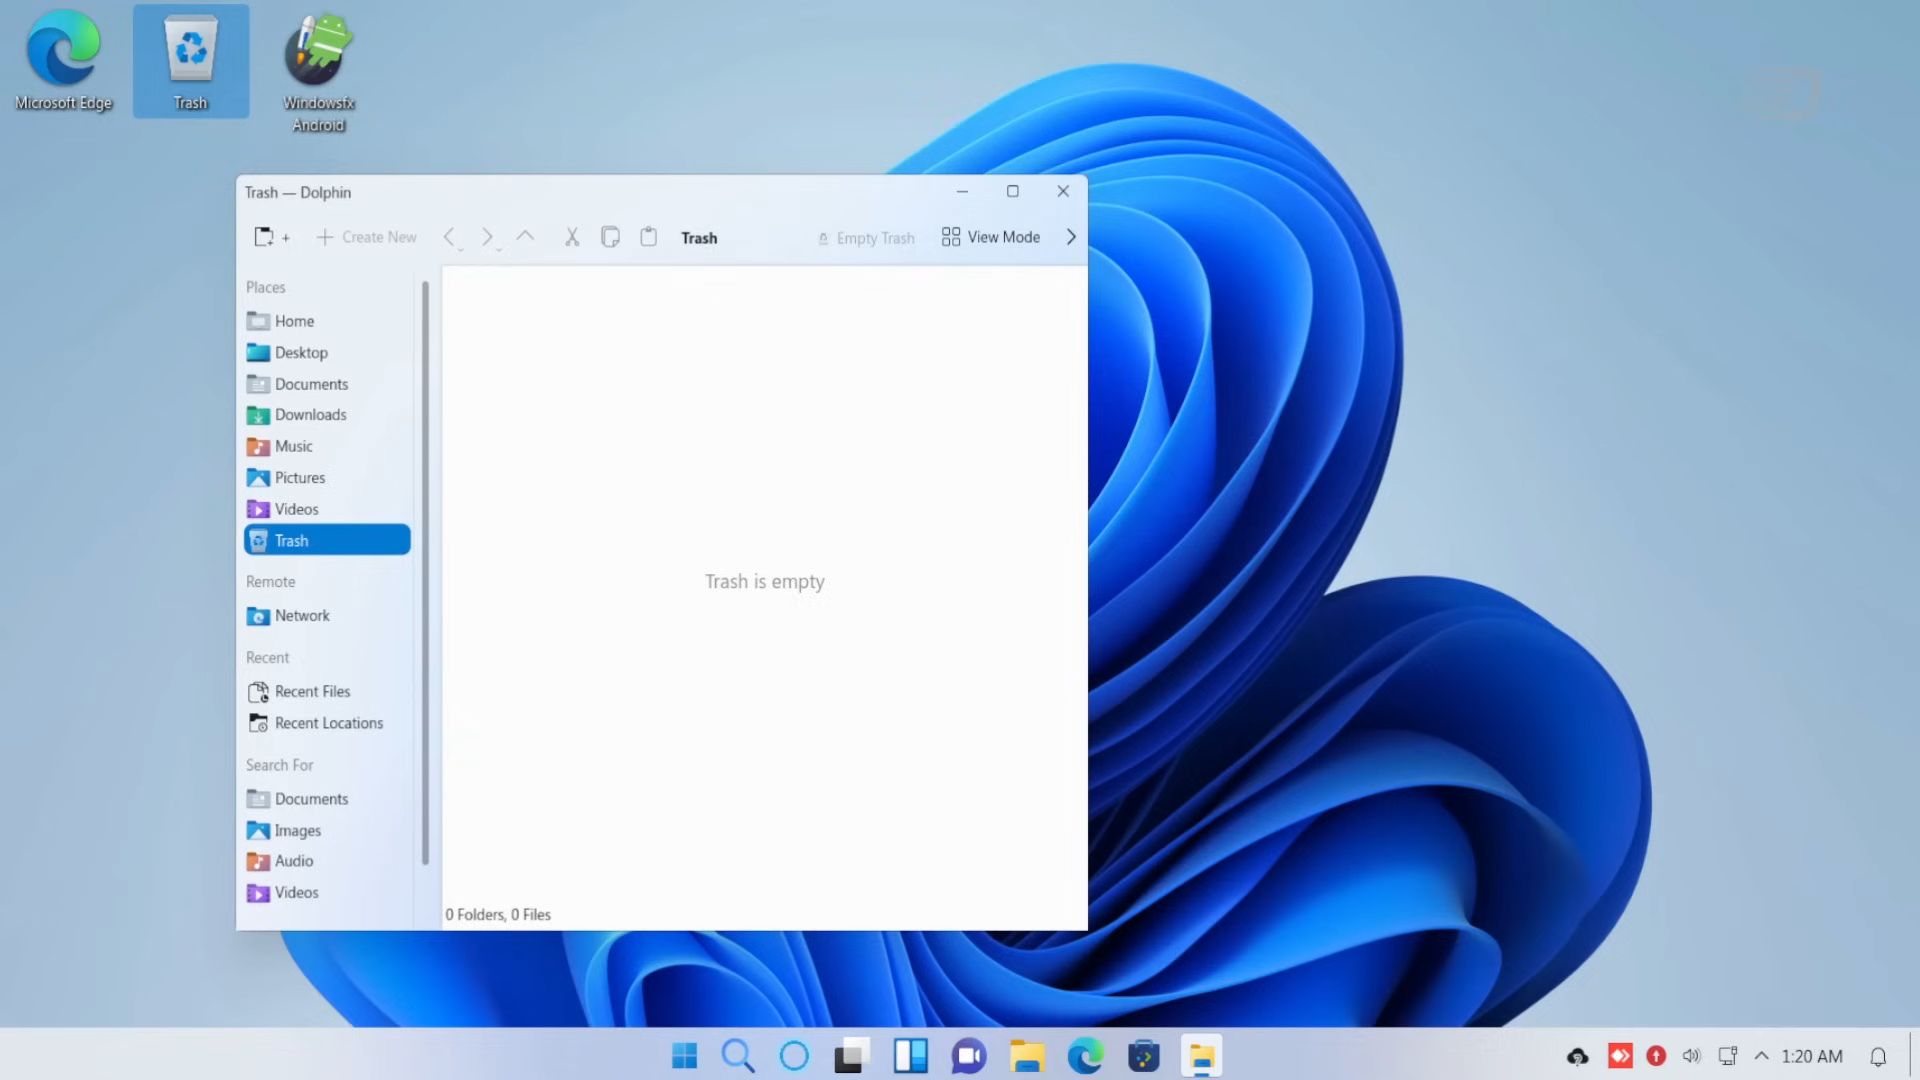 Microsoft Edge
Trash
Windowsfx
Android
Trash — Dolphin
Create New
Trash
Empty Trash
View Mode
Places
Home
Desktop
Documents
Downloads
Music
Pictures
Videos
Trash
Remote
Network
Recent
Recent Files
Recent Locations
Search For
Documents
Images
Audio
Videos
Trash is empty
0 Folders, 0 Files
1:20 AM